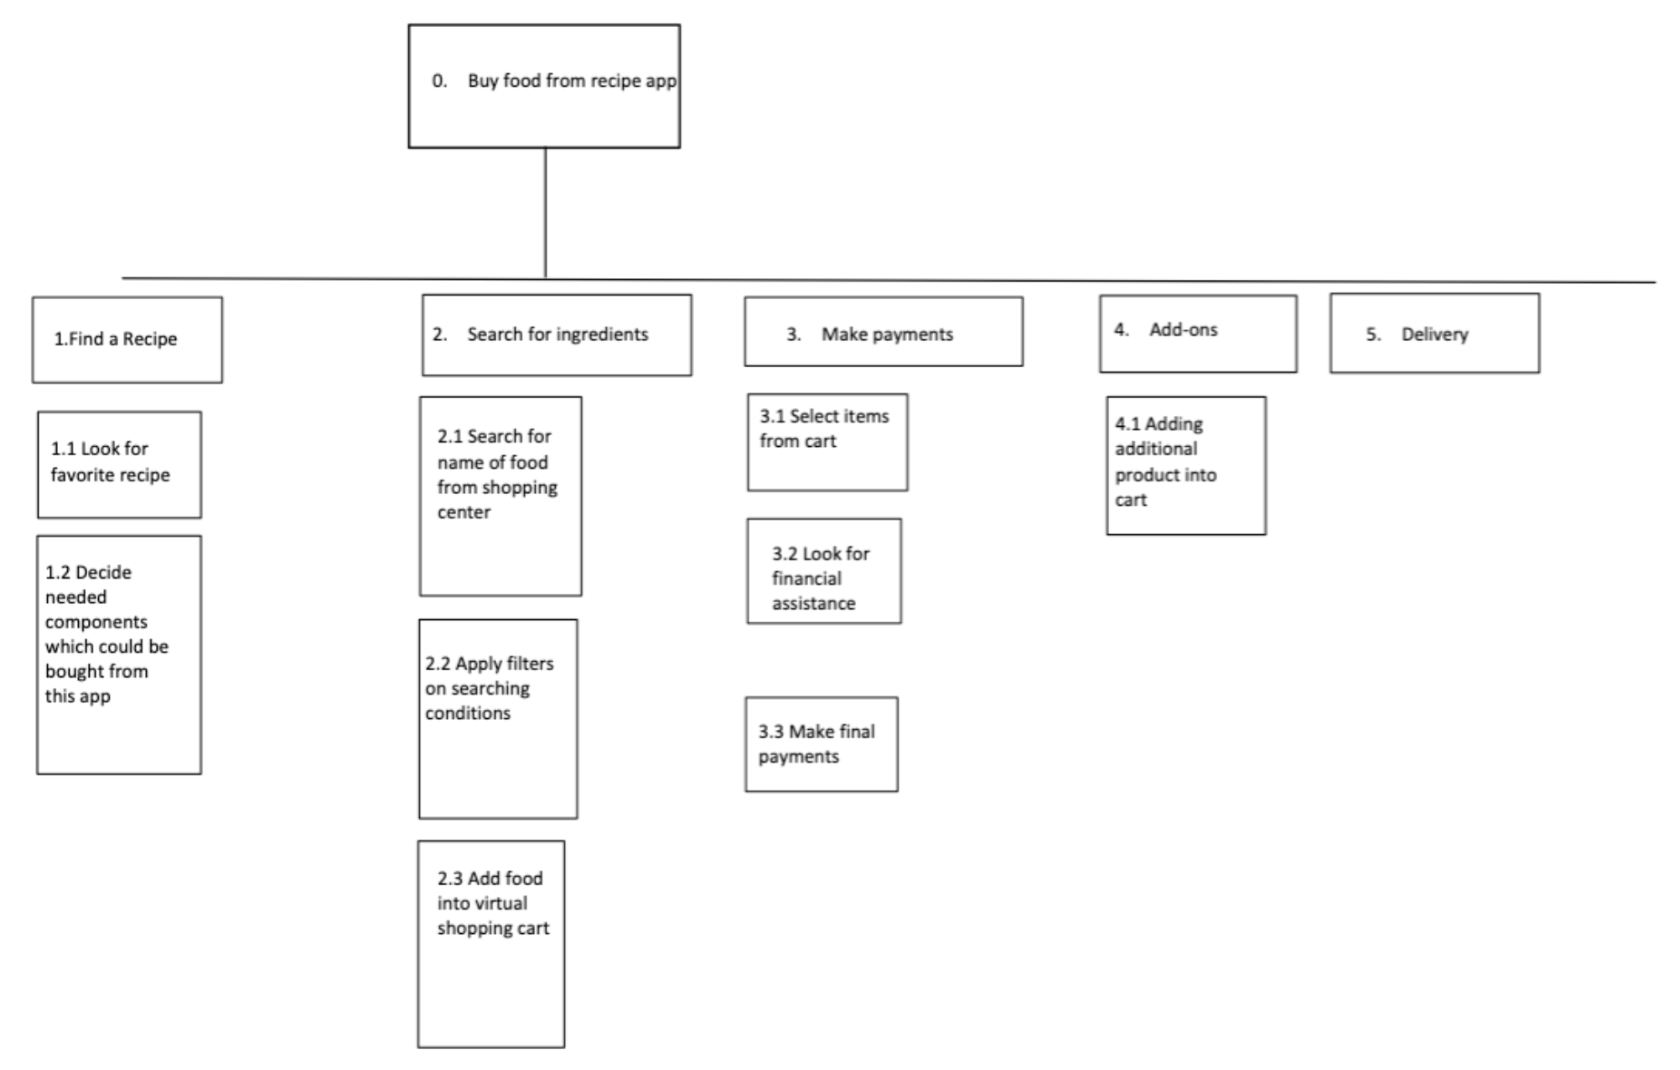 0. Buy food from recipe app
1.Find a Recipe
2. Search for ingredients
3. Make payments
4. Add-ons
5. Delivery
1.1 Look for
favorite recipe
1.2 Decide
needed
components
which could be
bought from
this app
2.1 Search for
name of food
from shopping
center
2.2 Apply filters
on searching
conditions
2.3 Add food
into virtual
shopping cart
3.1 Select items
from cart
3.2 Look for
financial
assistance
3.3 Make final
payments
4.1 Adding
additional
product into
cart